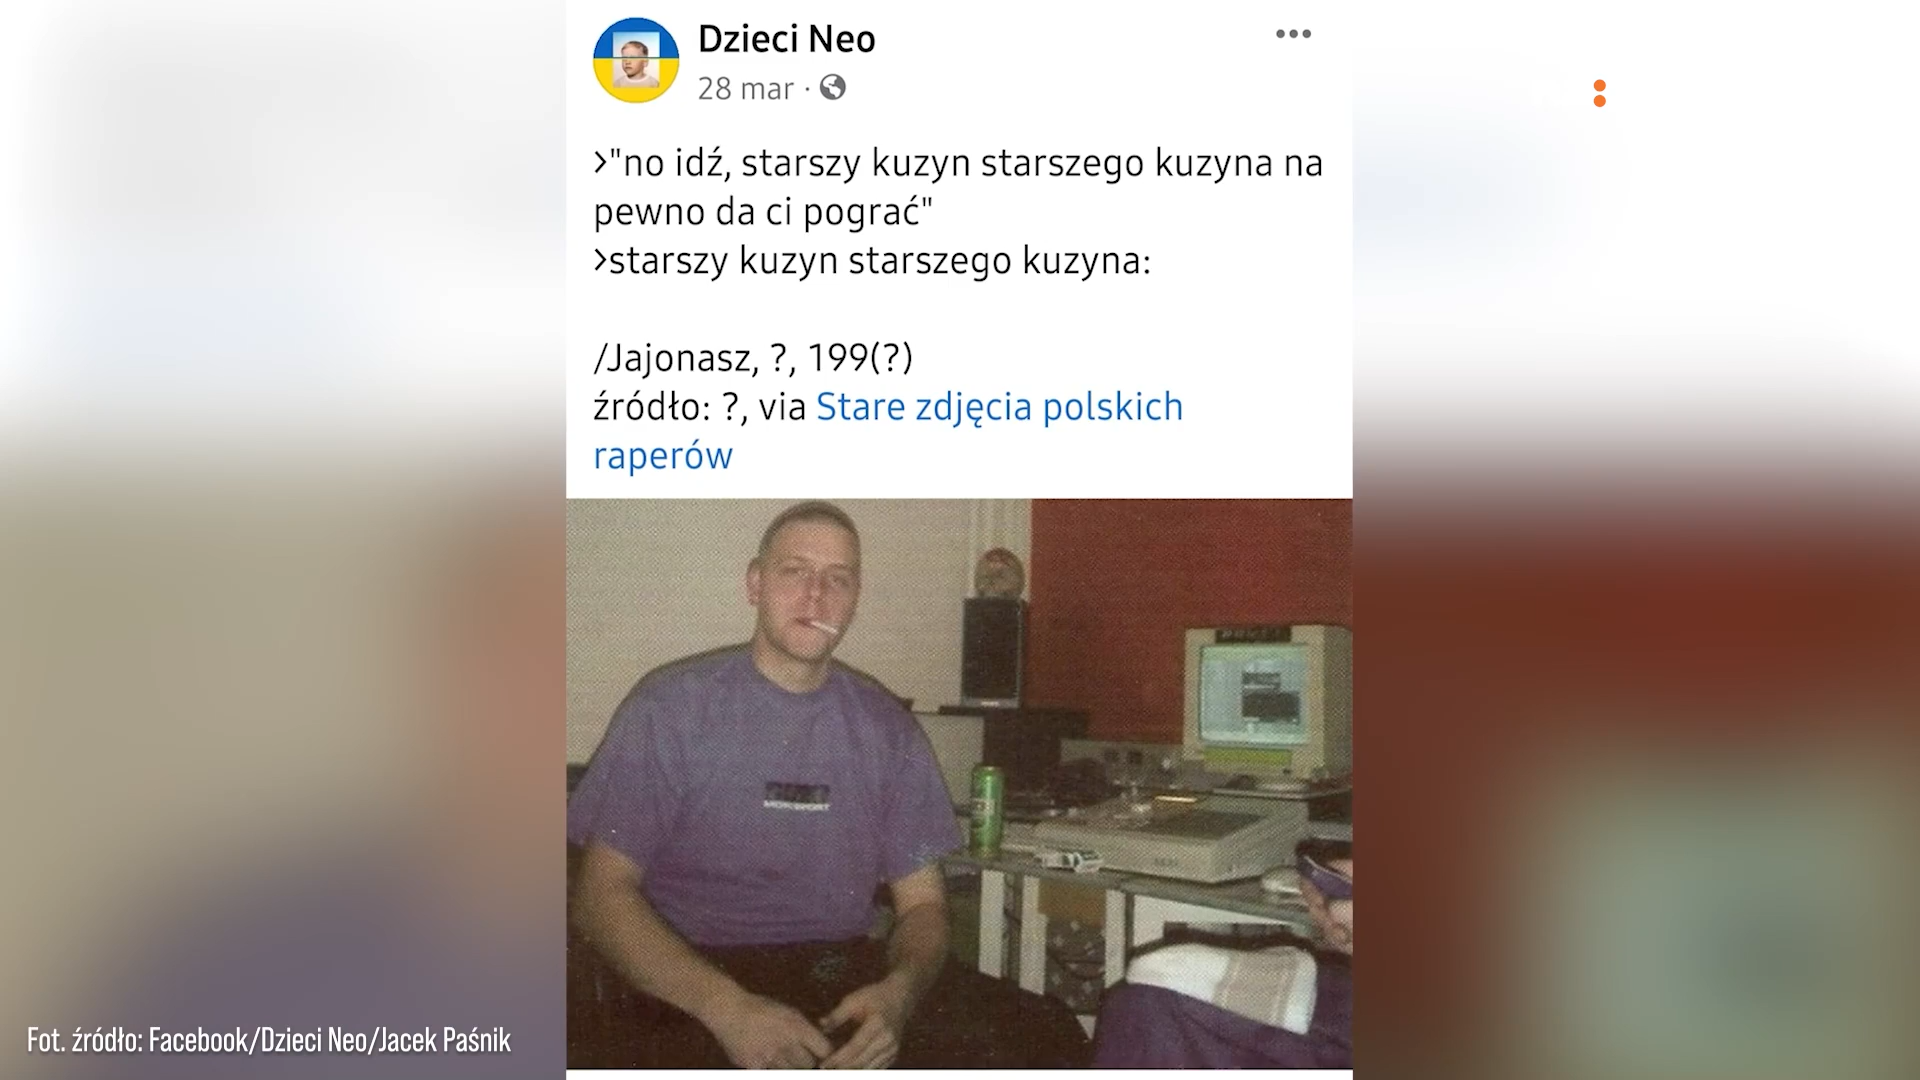 Dzieci Neo
28 mar ·
>"no idź, starszy kuzyn starszego kuzyna na
pewno da ci pograć"
>starszy kuzyn starszego kuzyna:
/Jajonasz, ?, 199(?)
źródło: ?, via Stare zdjęcia polskich
raperów
Fot. źródło: Facebook/Dzieci Neo/Jacek Paśnik